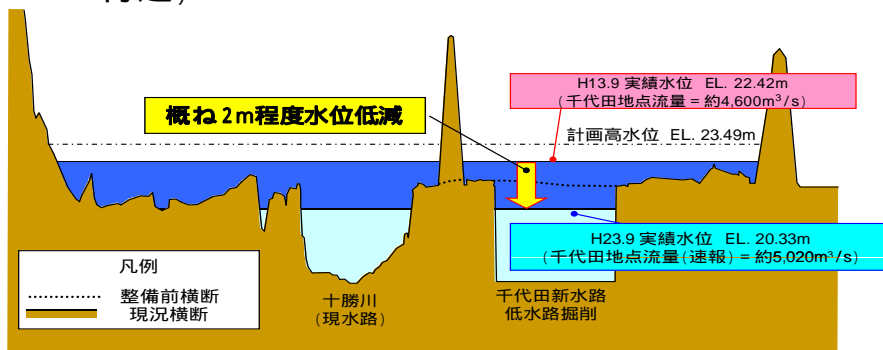 H13.9 実績水位 EL. 22.42m
(千代田地点流量 = 約4,600m³/s)
概ね2m程度水位低減
計画高水位 EL. 23.49m
H23.9 実績水位 EL. 20.33m
(千代田地点流量(速報) = 約5,020m³/s)
凡例
整備前横断
現況横断
十勝川
(現水路)
千代田新水路
低水路掘削